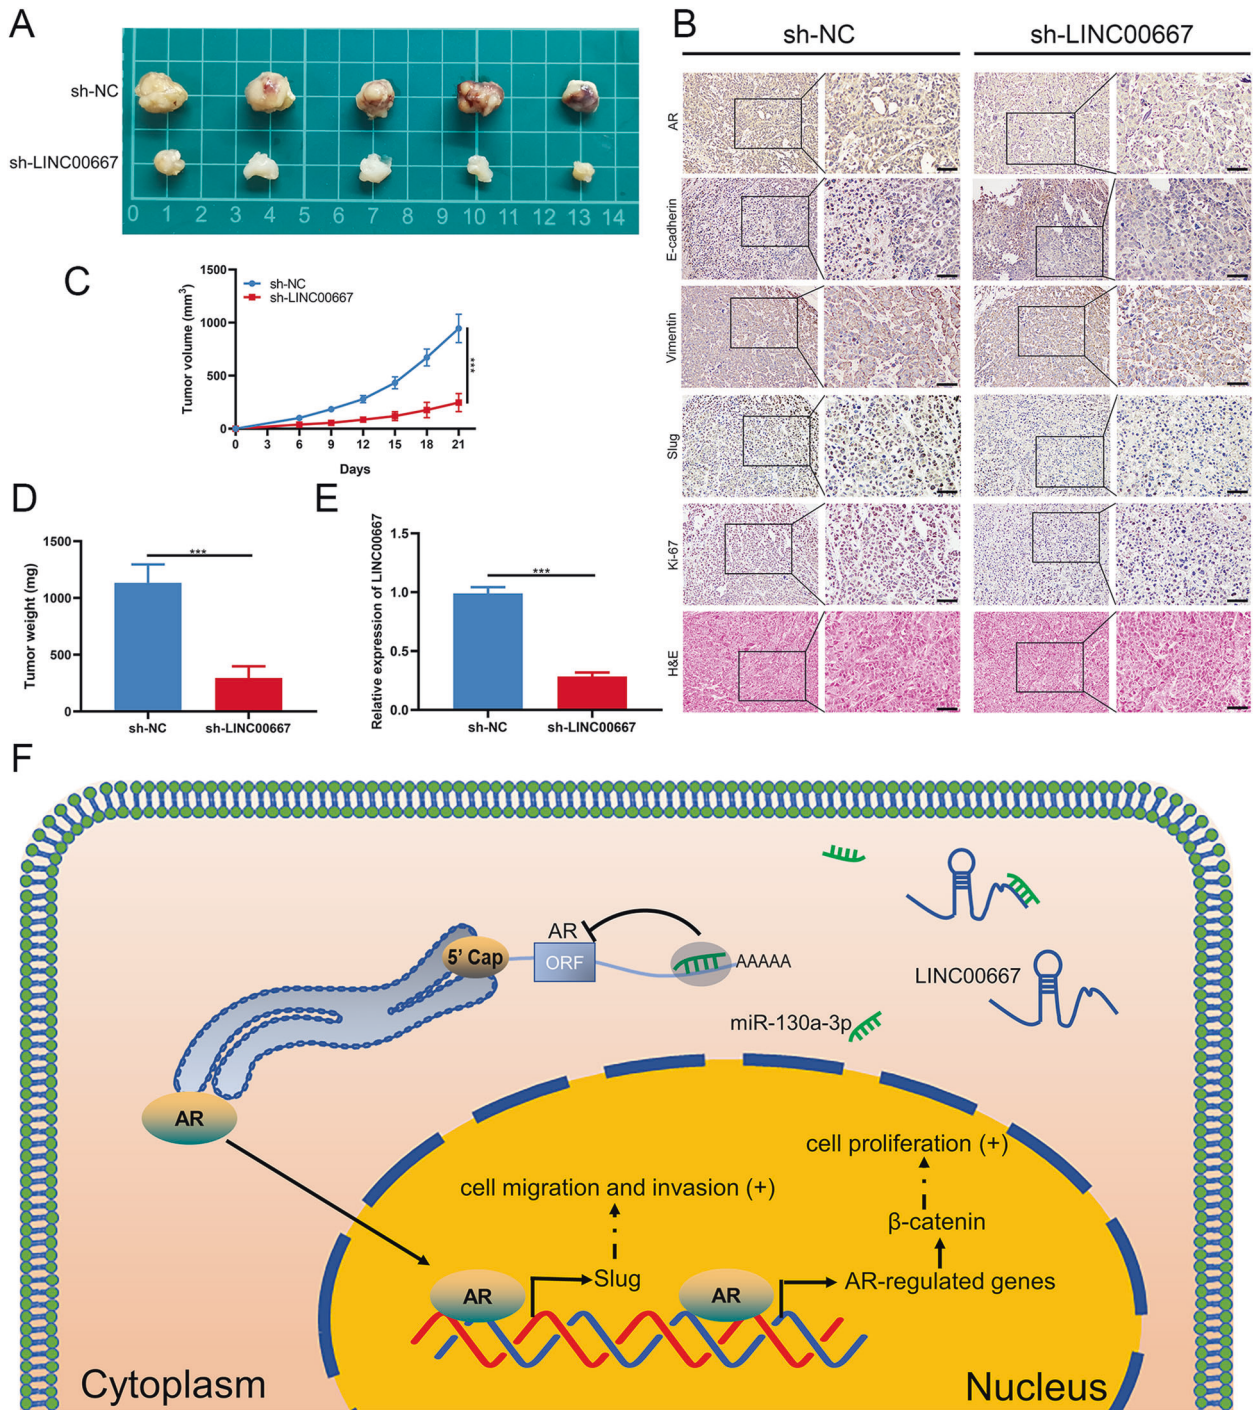 A
sh-NC
sh-LINC00667
0 1 2 3 4 5 6 7 8 9 10 11 12 13 14
B
sh-NC
sh-LINC00667
AR
E-cadherin
Vimentin
Slug
Ki-67
H&E
C
Tumor volume (mm³)
1500
1000
500
0
sh-NC
sh-LINC00667
***
0 3 6 9 12 15 18 21
Days
D
Tumor weight (mg)
1500
1000
500
0
***
sh-NC
sh-LINC00667
E
Relative expression of LINC00667
1.5
1.0
0.5
0.0
***
sh-NC
sh-LINC00667
F
5' Cap
AR
ORF
AAAAA
LINC00667
miR-130a-3p
AR
cell proliferation (+)
cell migration and invasion (+)
β-catenin
Slug
AR-regulated genes
AR
AR
Cytoplasm
Nucleus